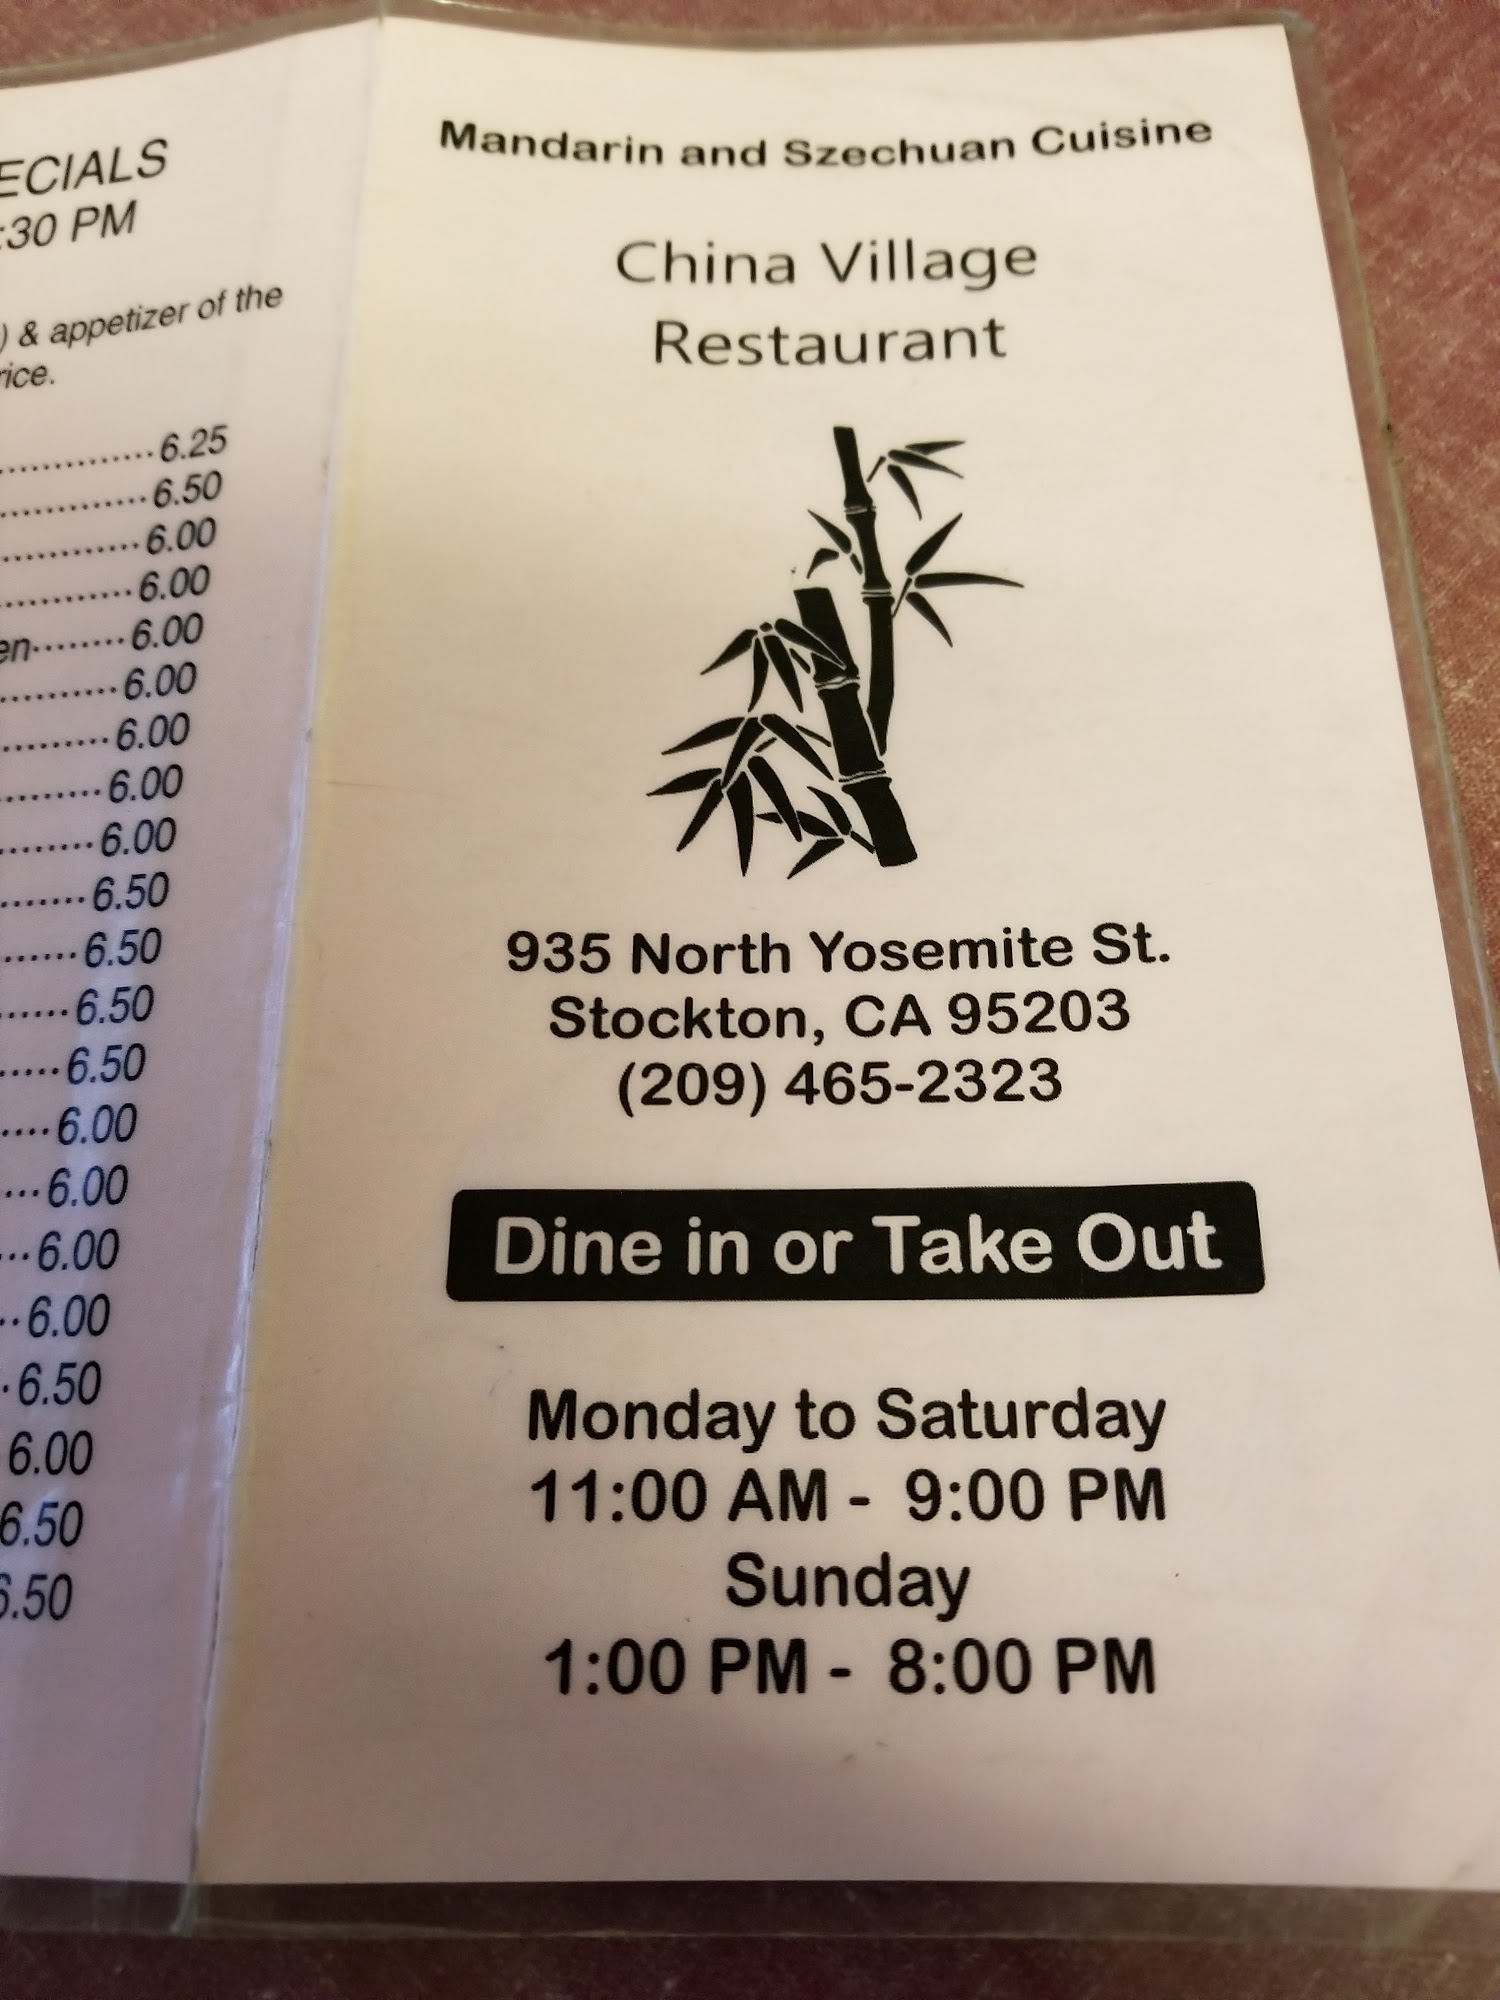 ECIALS
:30 PM
) & appetizer of the
rice.
6.25
6.50
6.00
6.00
en 6.00
6.00
6.00
6.00
6.00
6.50
6.50
6.50
6.50
6.00
6.00
6.00
6.00
6.50
6.00
6.50
6.50
Mandarin and Szechuan Cuisine
China Village
Restaurant
935 North Yosemite St.
Stockton, CA 95203
(209) 465-2323
Dine in or Take Out
Monday to Saturday
11:00 AM - 9:00 PM
Sunday
1:00 PM - 8:00 PM